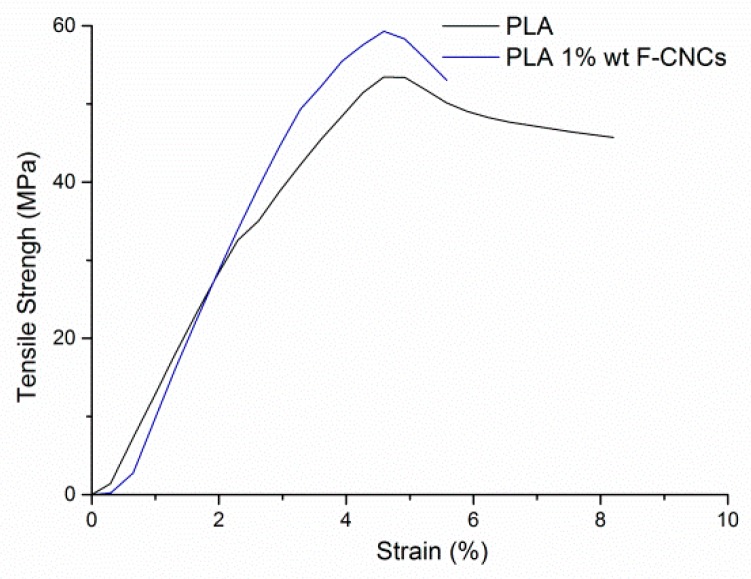 60
PLA
PLA 1% wt F-CNCs
40
20
0
Tensile Strengh (MPa)
0 2 4 6 8 10
Strain (%)